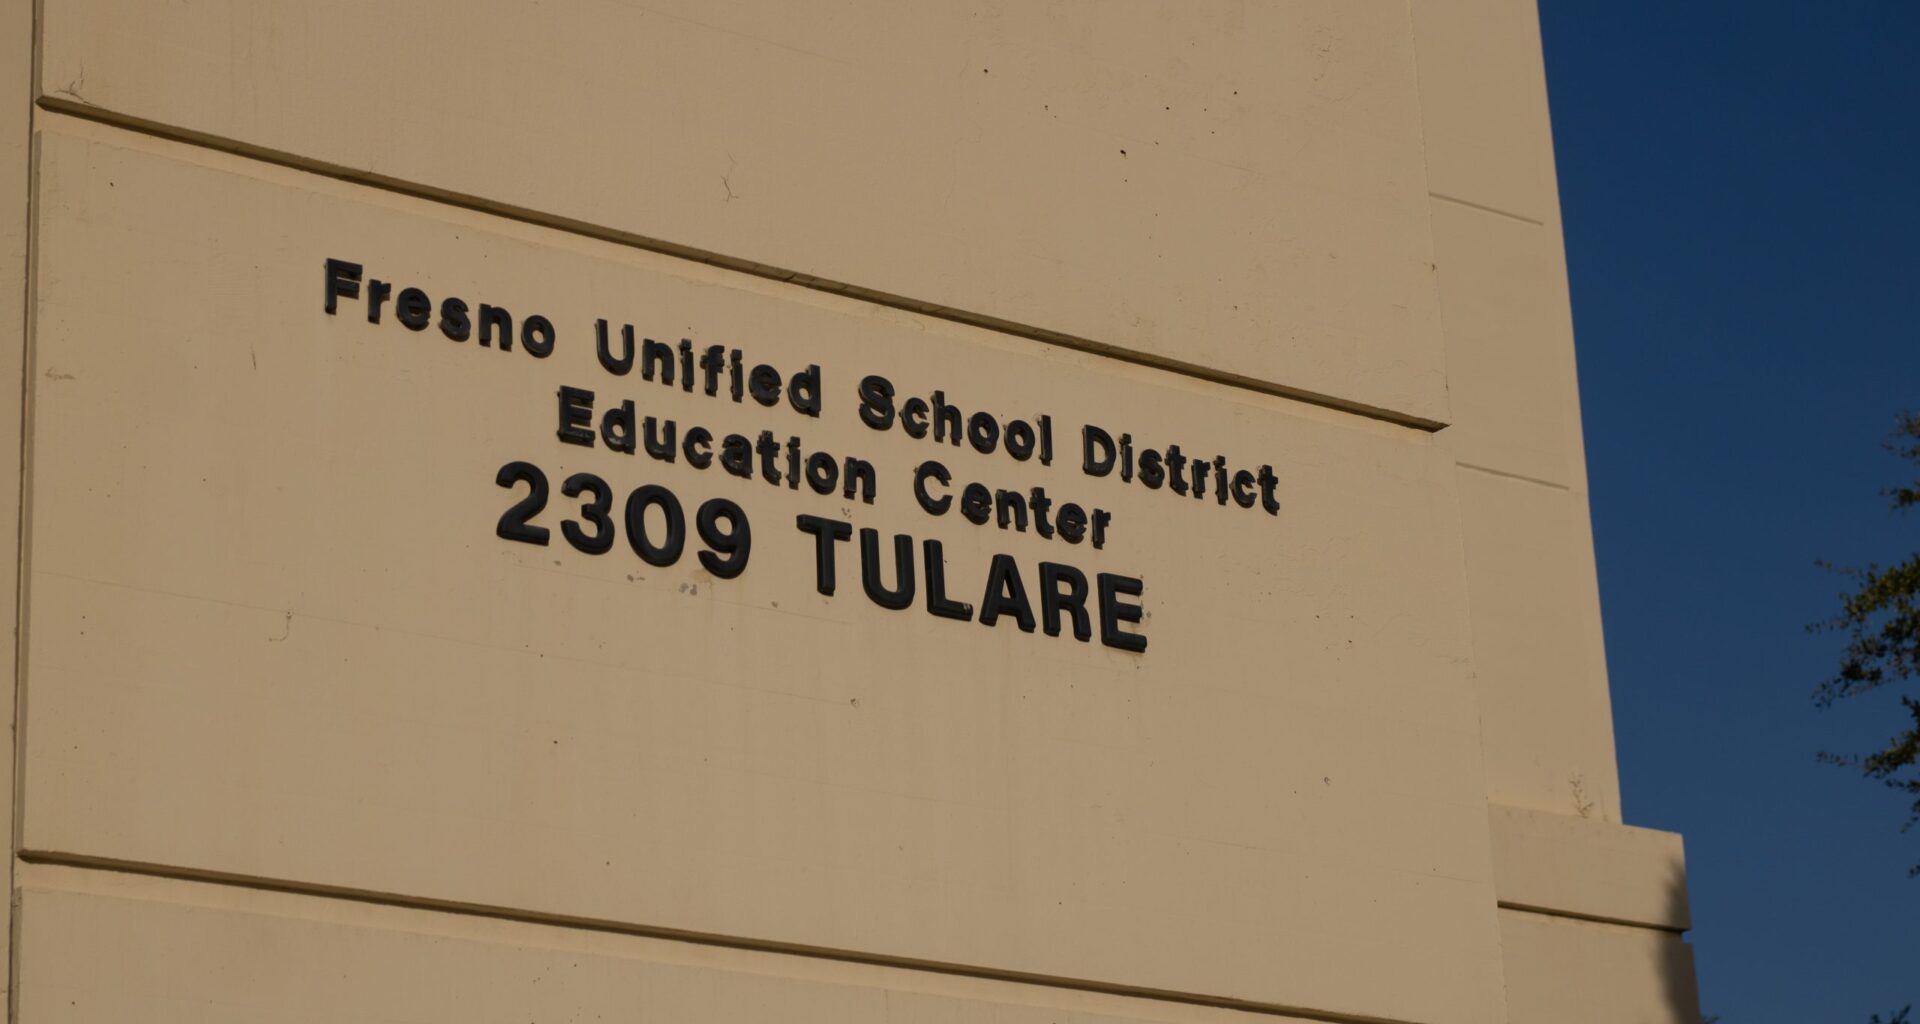 Fresno Unified School District
Education Center
2309 TULARE